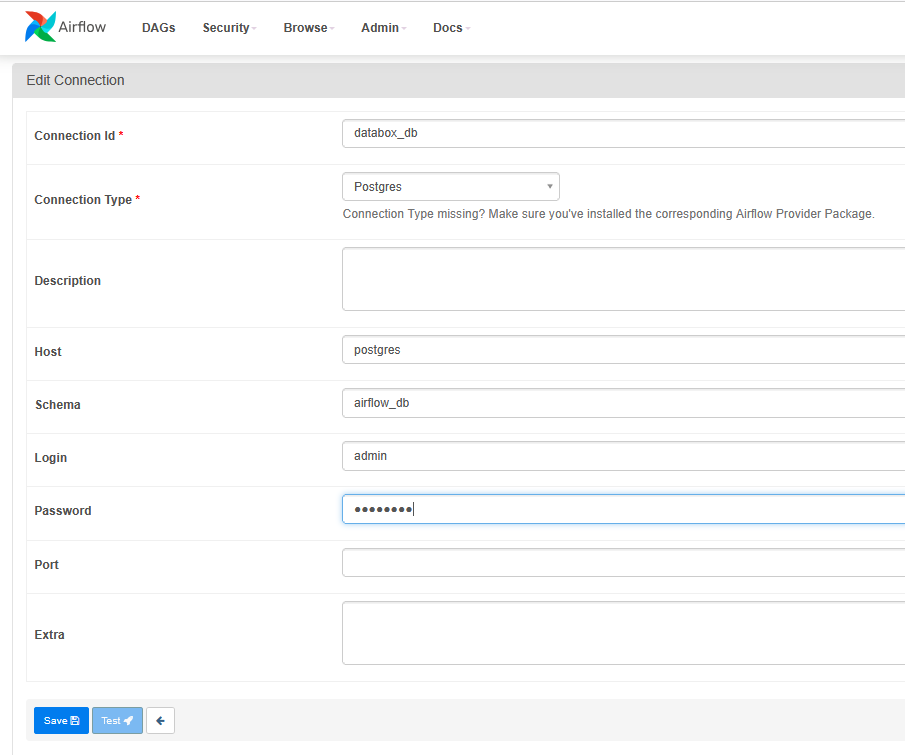 Airflow DAGs Security Browse Admin Docs
Edit Connection
Connection Id * databox_db
Connection Type * Postgres
Connection Type missing? Make sure you've installed the corresponding Airflow Provider Package.
Description
Host postgres
Schema airflow_db
Login admin
Password ••••••••
Port
Extra
Save Test